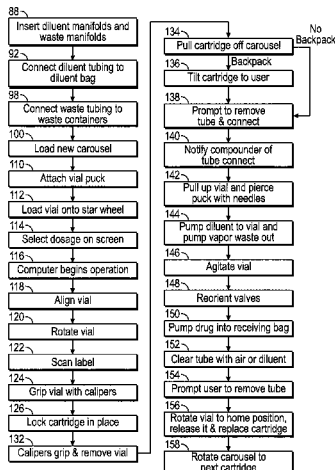 88
Insert diluent manifolds and
waste manifolds
92
Connect diluent tubing to
diluent bag
98
Connect waste tubing to
waste containers
100
Load new carousel
110
Attach vial puck
112
Load vial onto star wheel
114
Select dosage on screen
116
Computer begins operation
118
Align vial
120
Rotate vial
122
Scan label
124
Grip vial with calipers
126
Lock cartridge in place
132
Calipers grip & remove vial
134
Pull cartridge off carousel
No
Backpack
Backpack
136
Tilt cartridge to user
138
Prompt to remove
tube & connect
140
Notify compounder of
tube connect
142
Pull up vial and pierce
puck with needles
144
Pump diluent to vial and
pump vapor waste out
146
Agitate vial
148
Reorient valves
150
Pump drug into receiving bag
152
Clear tube with air or diluent
154
Prompt user to remove tube
156
Rotate vial to home position,
release it & replace cartridge
158
Rotate carousel to
next cartridge